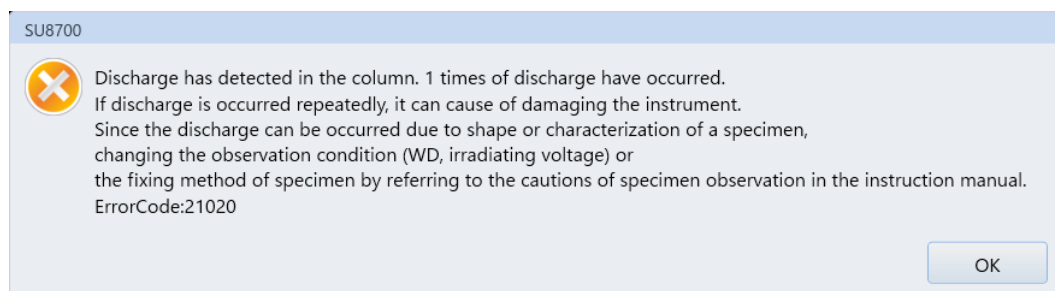 SU8700
Discharge has detected in the column. 1 times of discharge have occurred.
If discharge is occurred repeatedly, it can cause of damaging the instrument.
Since the discharge can be occurred due to shape or characterization of a specimen,
changing the observation condition (WD, irradiating voltage) or
the fixing method of specimen by referring to the cautions of specimen observation in the instruction manual.
ErrorCode:21020
OK